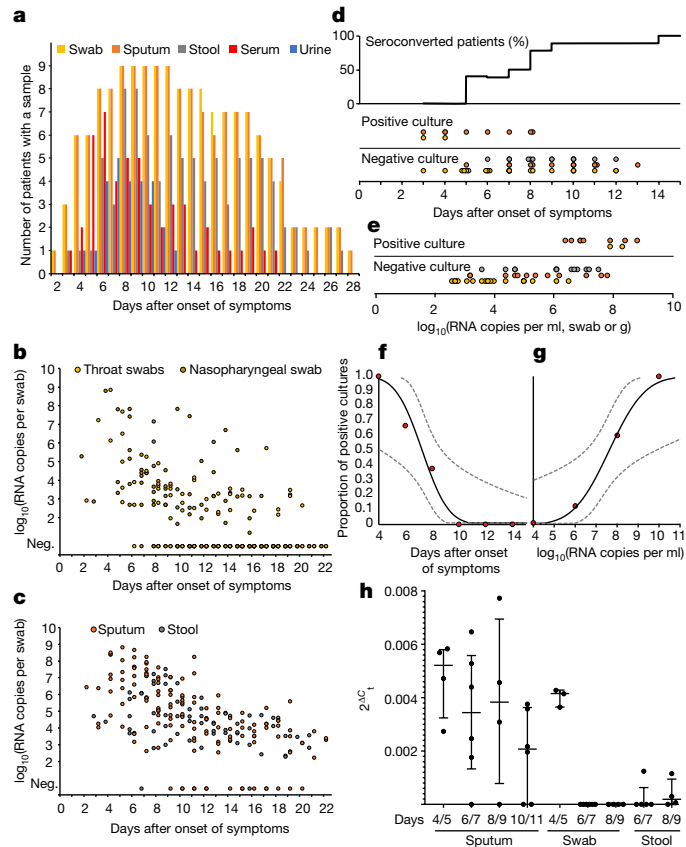 a
Swab Sputum Stool Serum Urine
Number of patients with a sample
10
9
8
7
6
5
4
3
2
1
0
2 4 6 8 10 12 14 16 18 20 22 24 26 28
Days after onset of symptoms
b
Throat swabs Nasopharyngeal swab
log10(RNA copies per swab)
10
9
8
7
6
5
4
3
2
Neg.
0 2 4 6 8 10 12 14 16 18 20 22
Days after onset of symptoms
c
Sputum Stool
log10(RNA copies per swab)
10
9
8
7
6
5
4
3
2
Neg.
0 2 4 6 8 10 12 14 16 18 20 22
Days after onset of symptoms
d
Seroconverted patients (%)
100
50
0
Positive culture
Negative culture
0 2 4 6 8 10 12 14
Days after onset of symptoms
e
Positive culture
Negative culture
0 2 4 6 8 10
log10(RNA copies per ml, swab or g)
f
Proportion of positive cultures
1.0
0.9
0.8
0.7
0.6
0.5
0.4
0.3
0.2
0.1
0
4 6 8 10 12 14
Days after onset
of symptoms
g
4 5 6 7 8 9 10 11
log10(RNA copies per ml)
h
2ΔCt
0.008
0.006
0.004
0.002
Days 4/5 6/7 8/9 10/11 4/5 6/7 8/9 6/7 8/9
Sputum Swab Stool